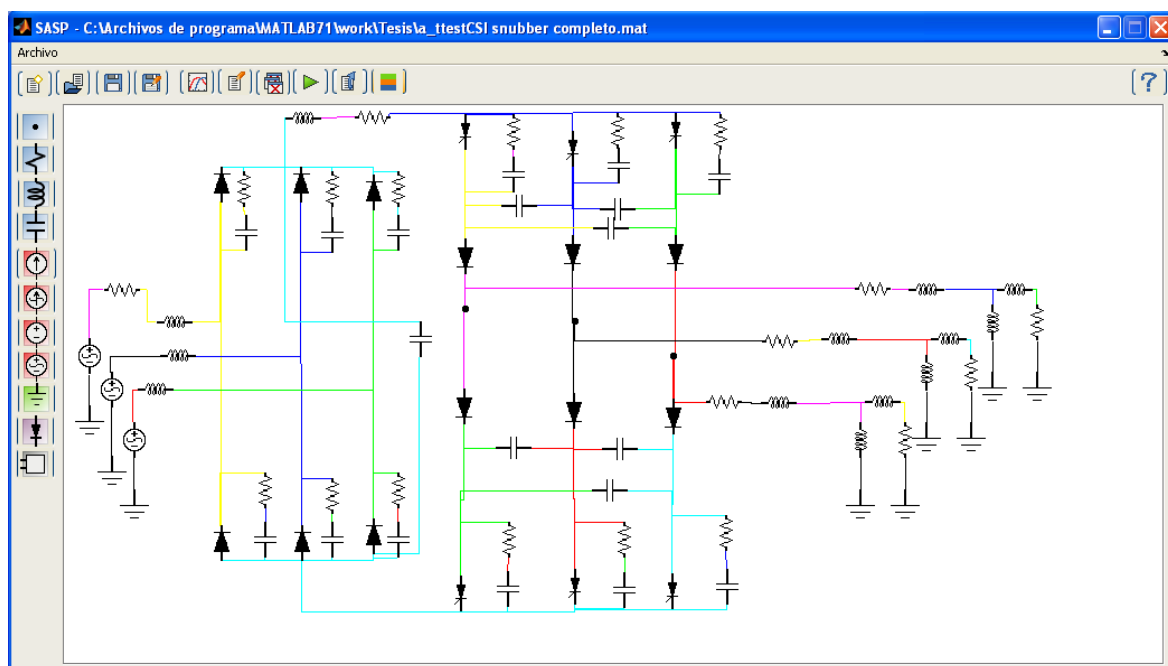 SASP - C:\Archivos de programa\MATLAB71\work\Tesis\a_ttestCSI snubber completo.mat
Archivo
?